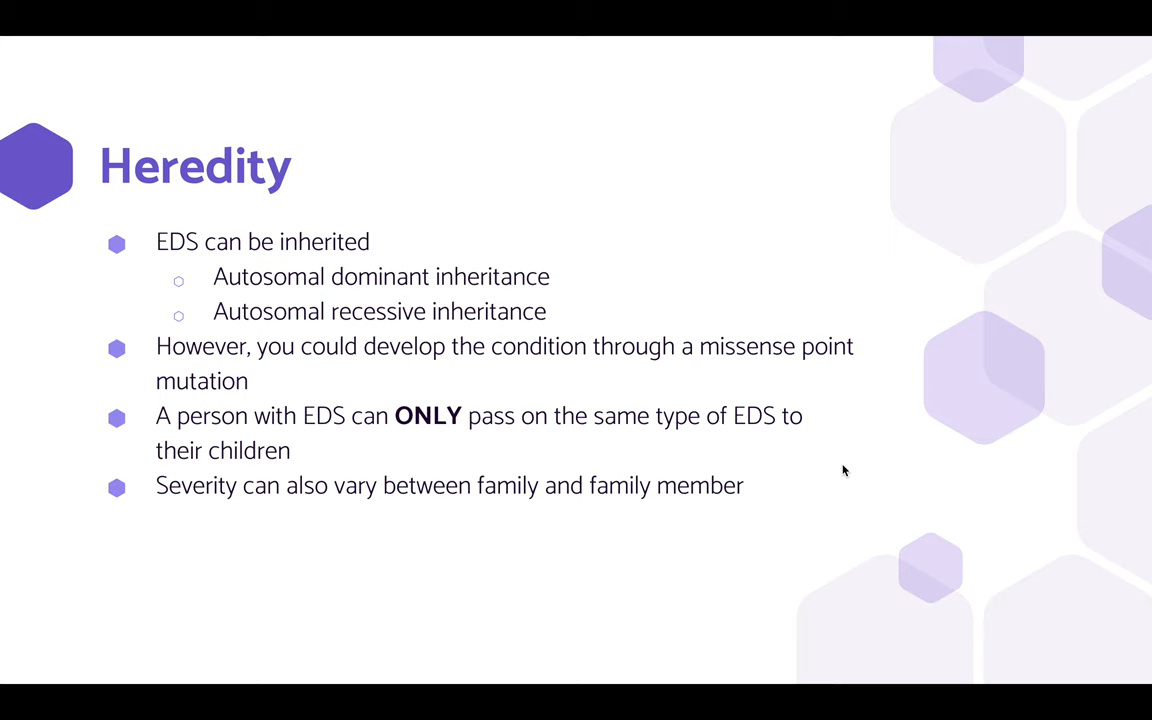 Heredity
EDS can be inherited
Autosomal dominant inheritance
Autosomal recessive inheritance
However, you could develop the condition through a missense point
mutation
A person with EDS can ONLY pass on the same type of EDS to
their children
Severity can also vary between family and family member